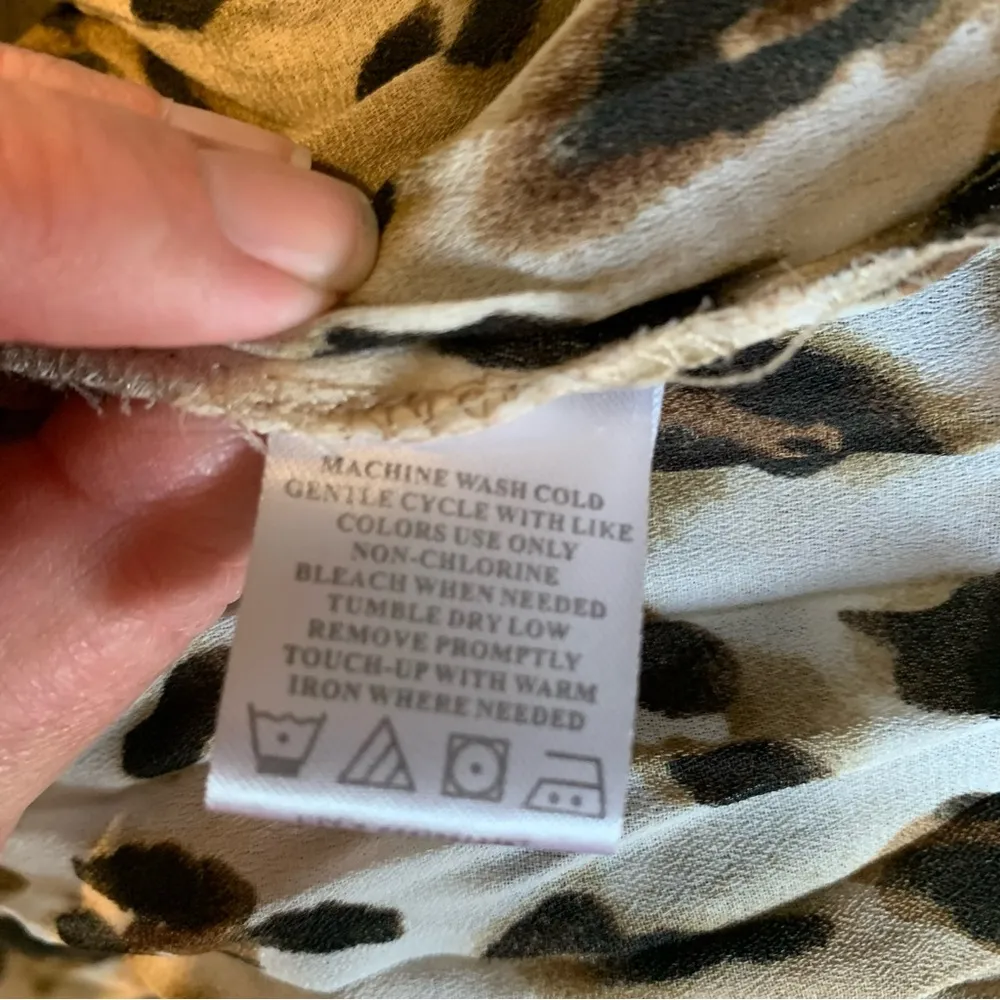 MACHINE WASH COLD
GENTLE CYCLE WITH LIKE
COLORS USE ONLY
NON-CHLORINE
BLEACH WHEN NEEDED
TUMBLE DRY LOW
REMOVE PROMPTLY
TOUCH-UP WITH WARM
IRON WHERE NEEDED